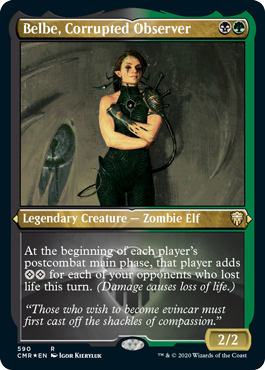 Belbe, Corrupted Observer
Legendary Creature — Zombie Elf
At the beginning of each player's
postcombat main phase, that player adds
for each of your opponents who lost
life this turn. (Damage causes loss of life.)
"Those who wish to become evincar must
first cast off the shackles of compassion."
2/2
590 R
CMR★EN Igor Kieryluk
™ & © 2020 Wizards of the Coast